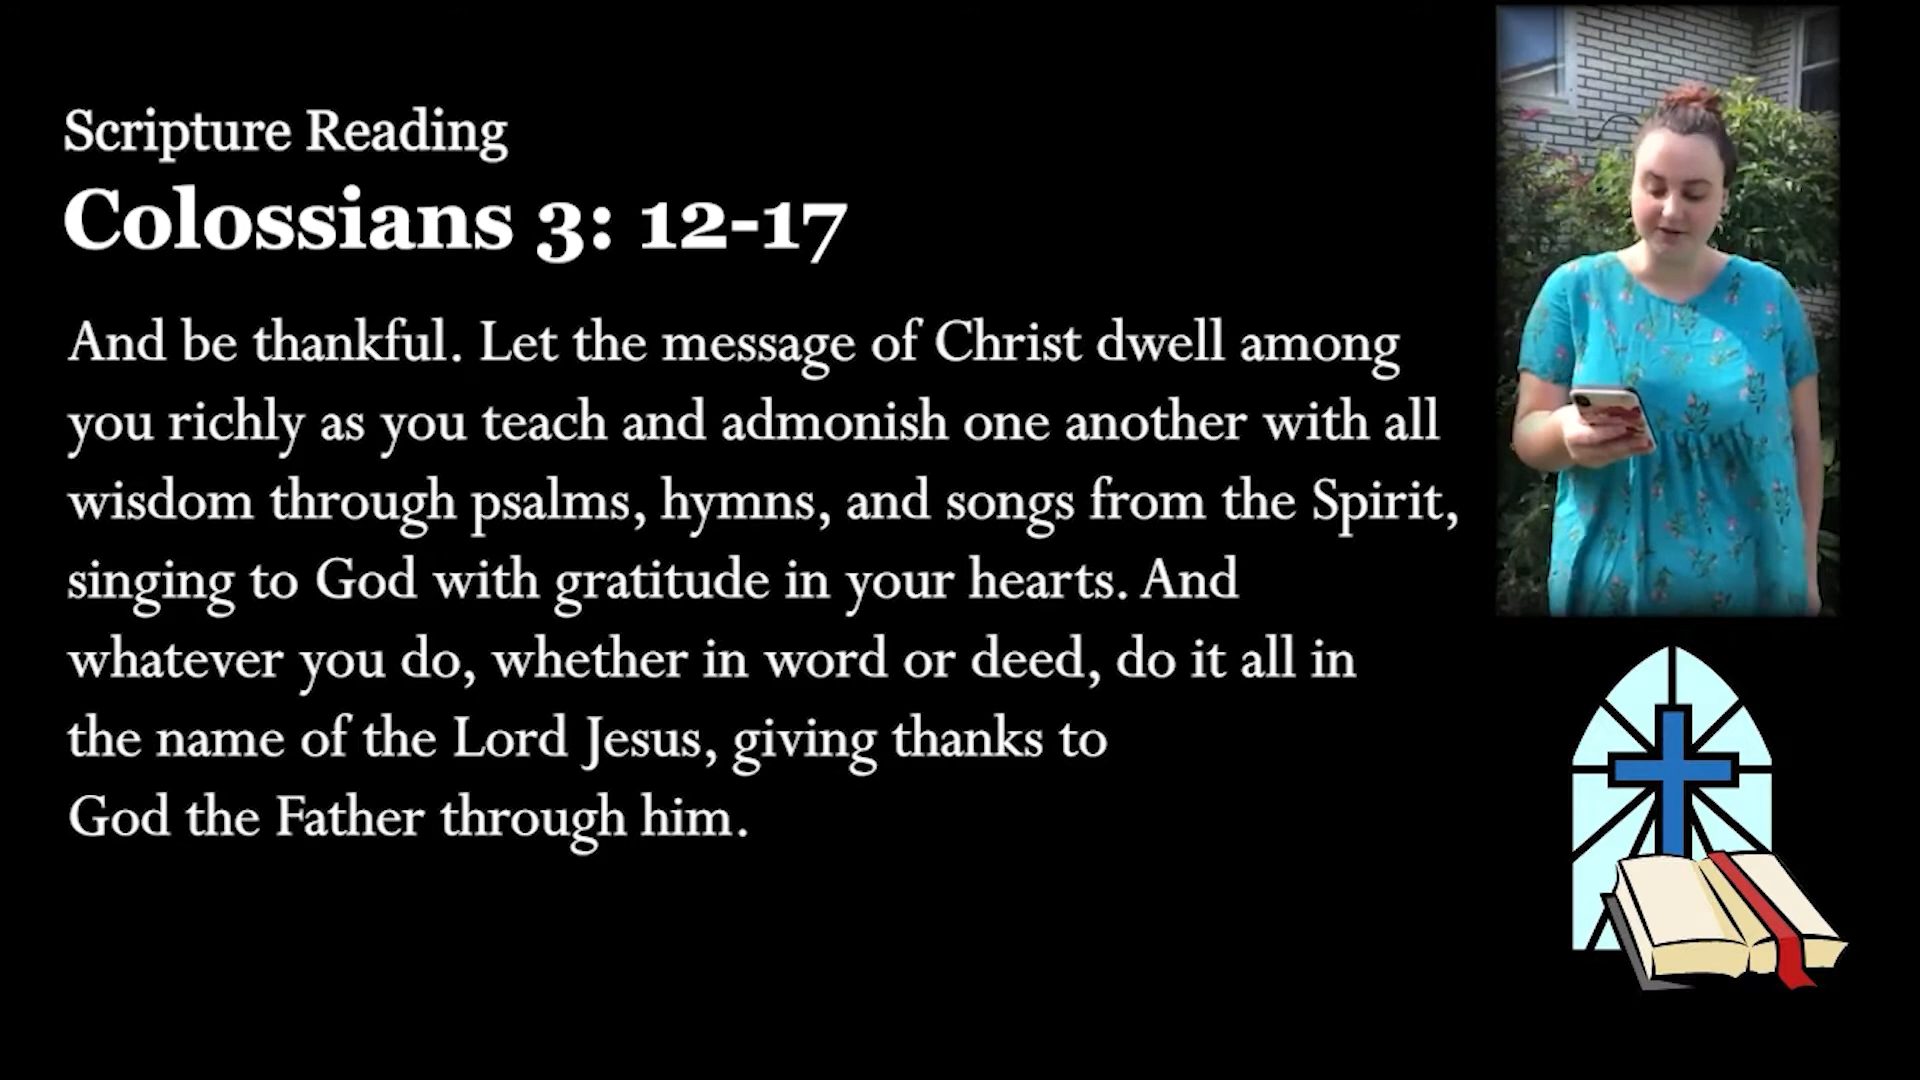 Scripture Reading
Colossians 3: 12-17
And be thankful. Let the message of Christ dwell among
you richly as you teach and admonish one another with all
wisdom through psalms, hymns, and songs from the Spirit,
singing to God with gratitude in your hearts. And
whatever you do, whether in word or deed, do it all in
the name of the Lord Jesus, giving thanks to
God the Father through him.